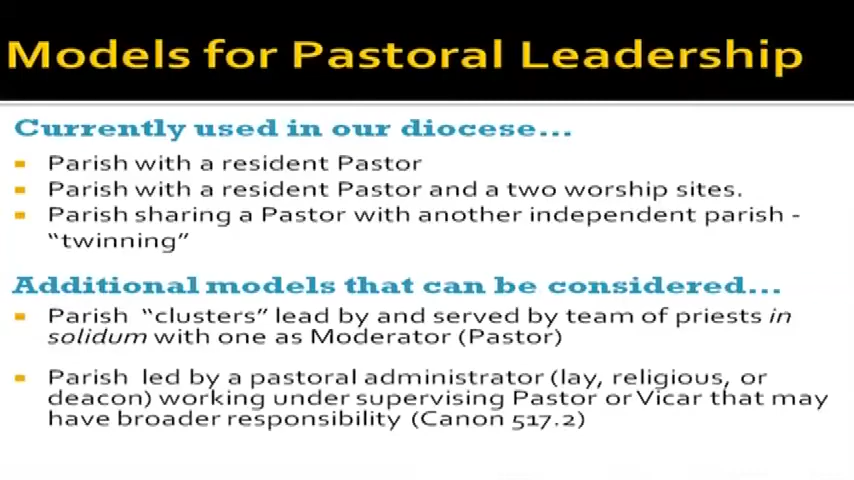 Models for Pastoral Leadership
Currently used in our diocese...
Parish with a resident Pastor
Parish with a resident Pastor and a two worship sites.
Parish sharing a Pastor with another independent parish -
“twinning”
Additional models that can be considered...
Parish “clusters” lead by and served by team of priests in
solidum with one as Moderator (Pastor)
Parish led by a pastoral administrator (lay, religious, or
deacon) working under supervising Pastor or Vicar that may
have broader responsibility (Canon 517.2)